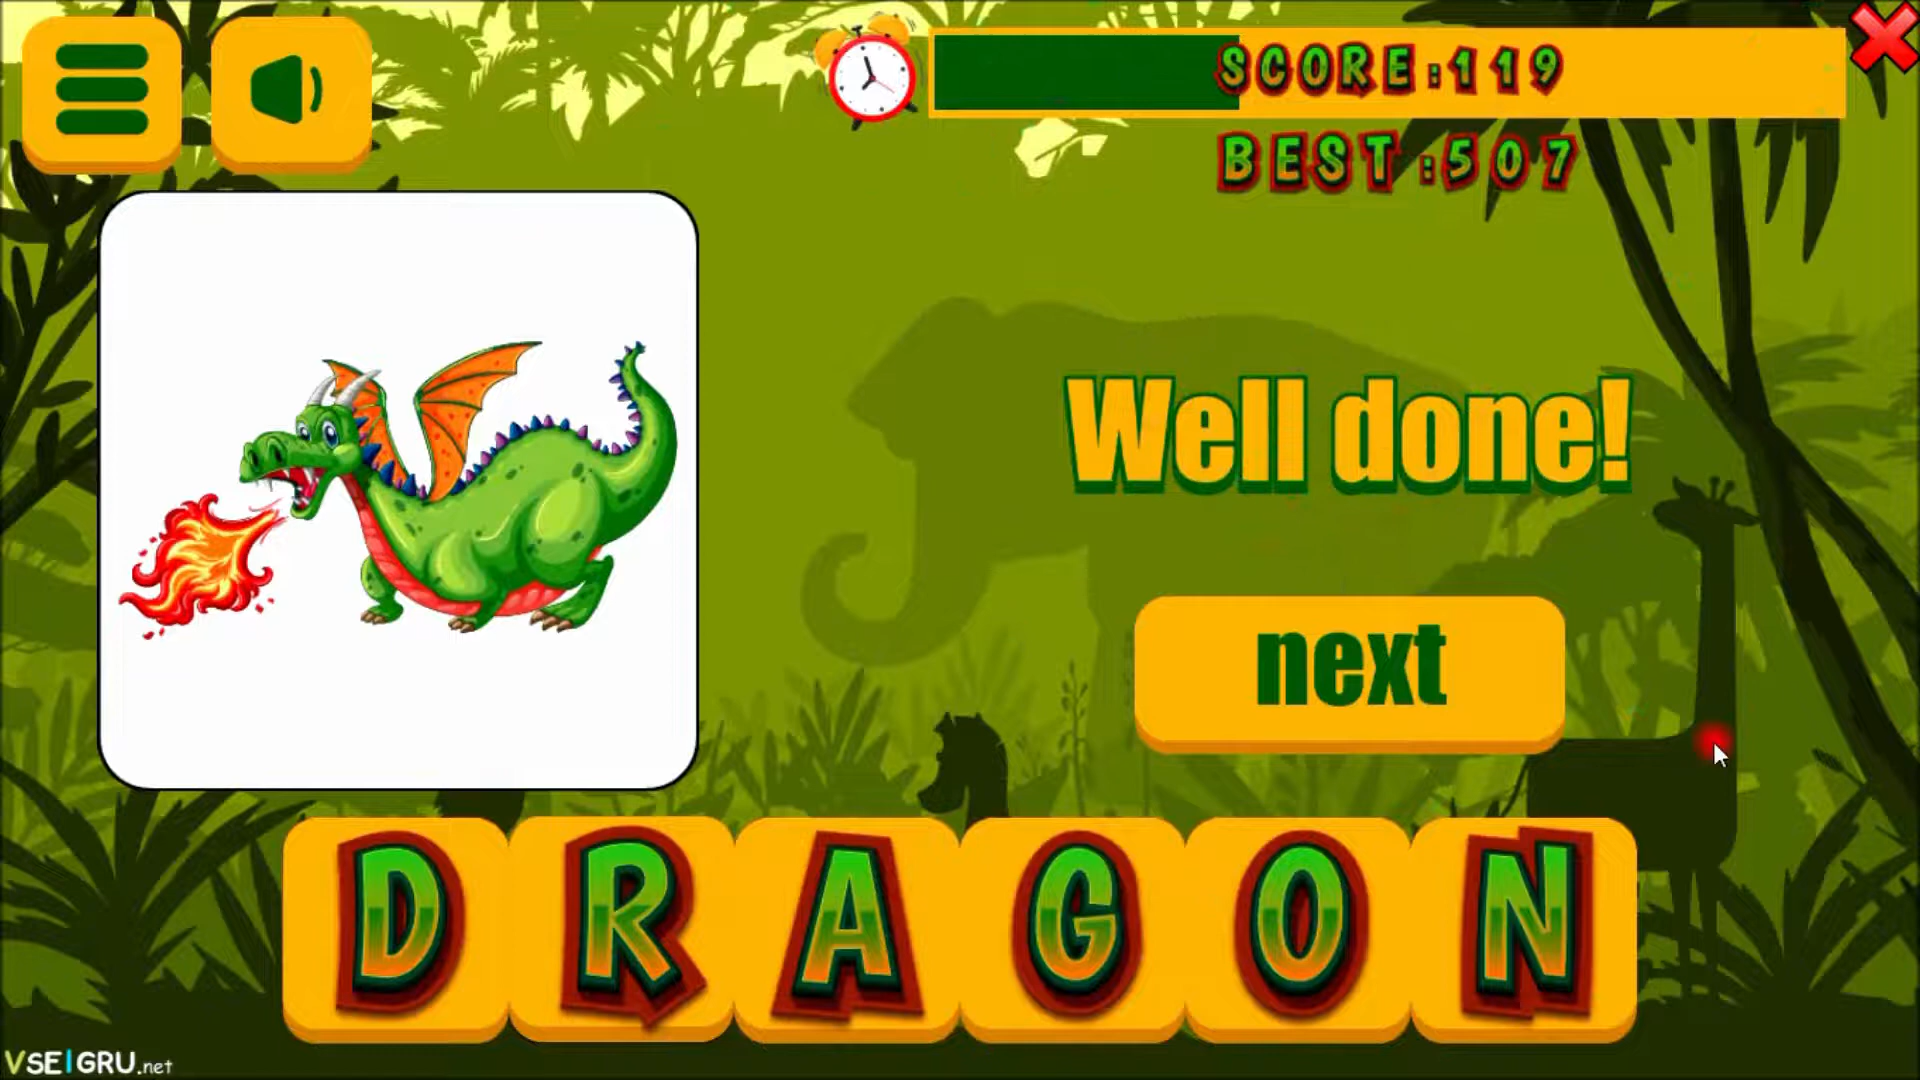 SCORE:119
BEST:507
Well done!
next
DRAGON
VSEIGRU.net